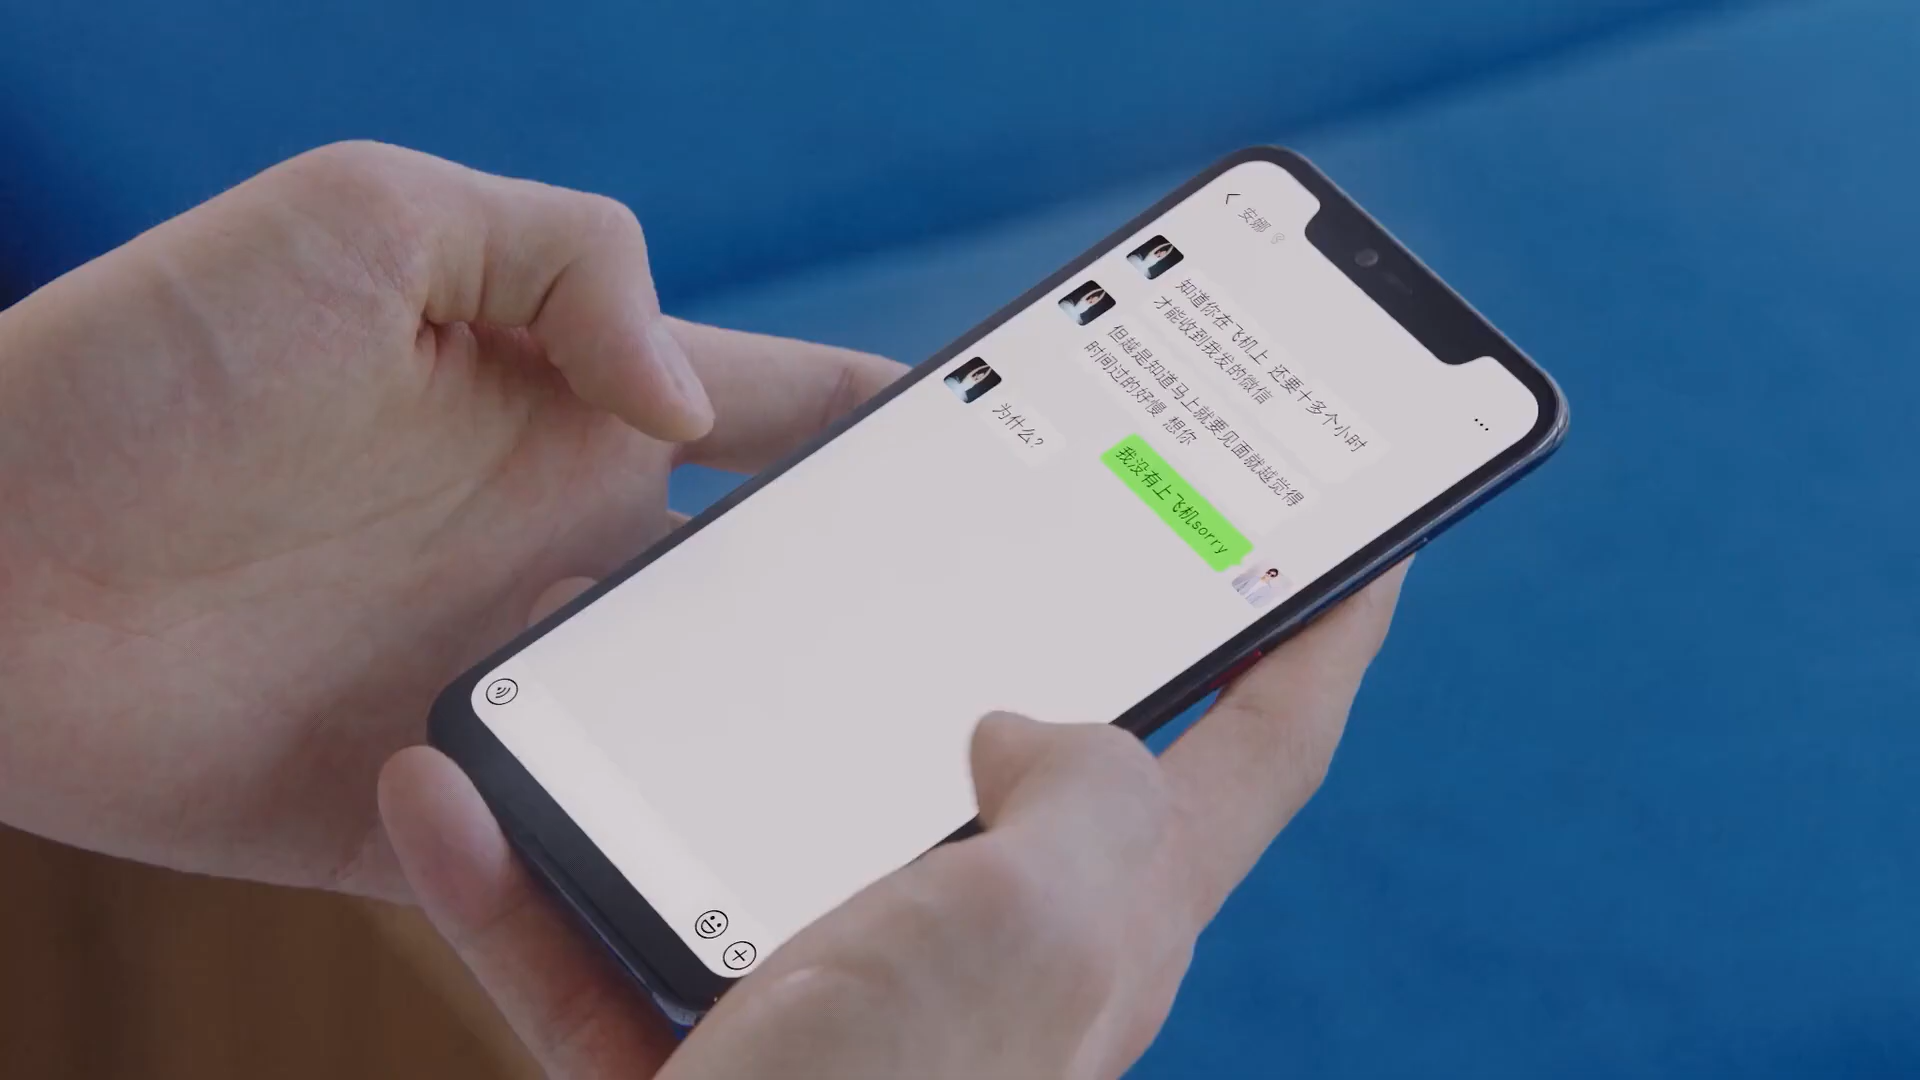 安娜
知道你在飞机上 还要十多个小时
才能收到我发的微信
但越是知道马上就要见面就越觉得
时间过的好慢 想你
我没有上飞机sorry
为什么?